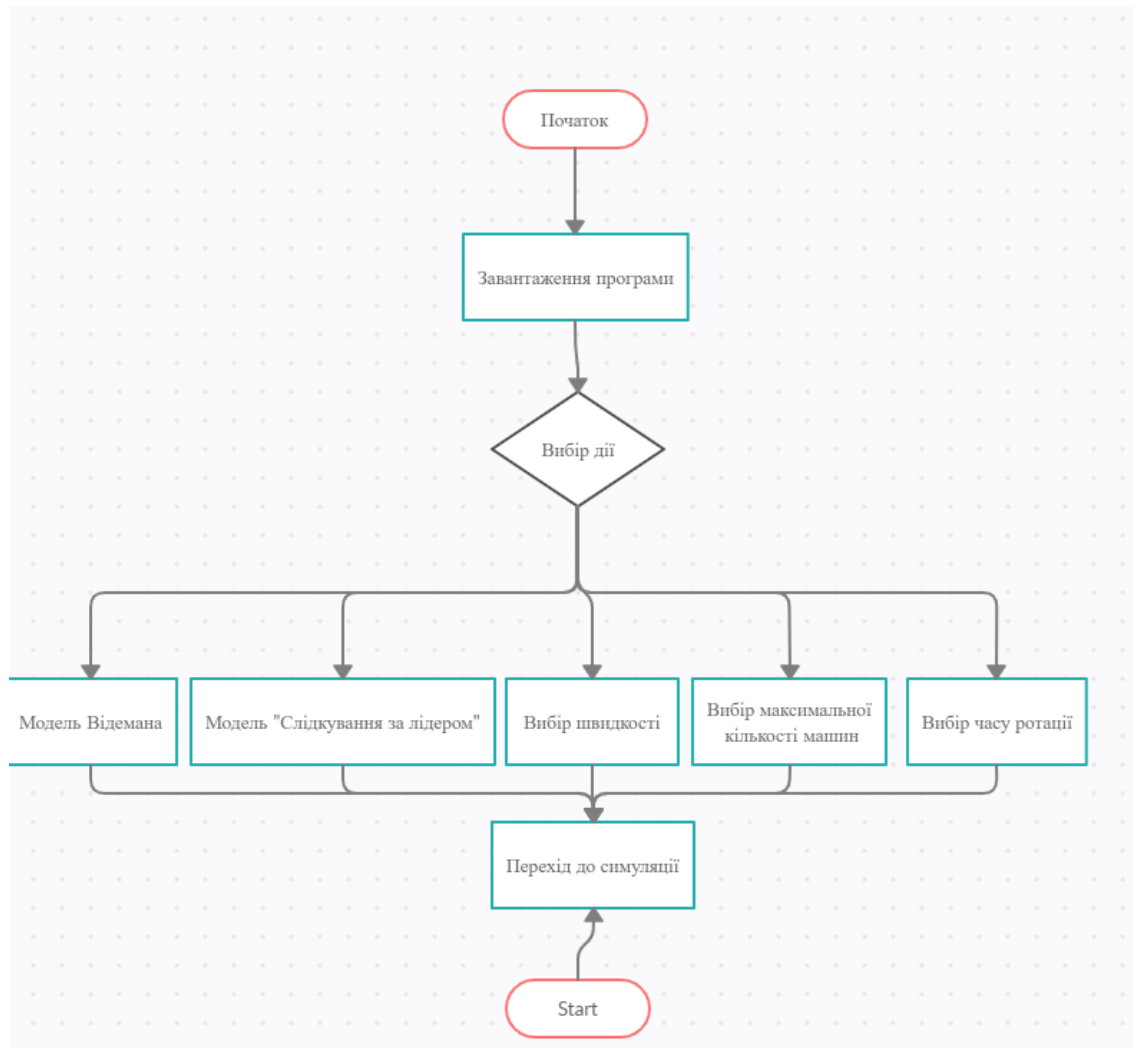 Початок
Завантаження програми
Вибір дії
Модель Відемана
Модель "Слідкування за лідером"
Вибір швидкості
Вибір максимальної
кількості машин
Вибір часу ротації
Перехід до симуляції
Start